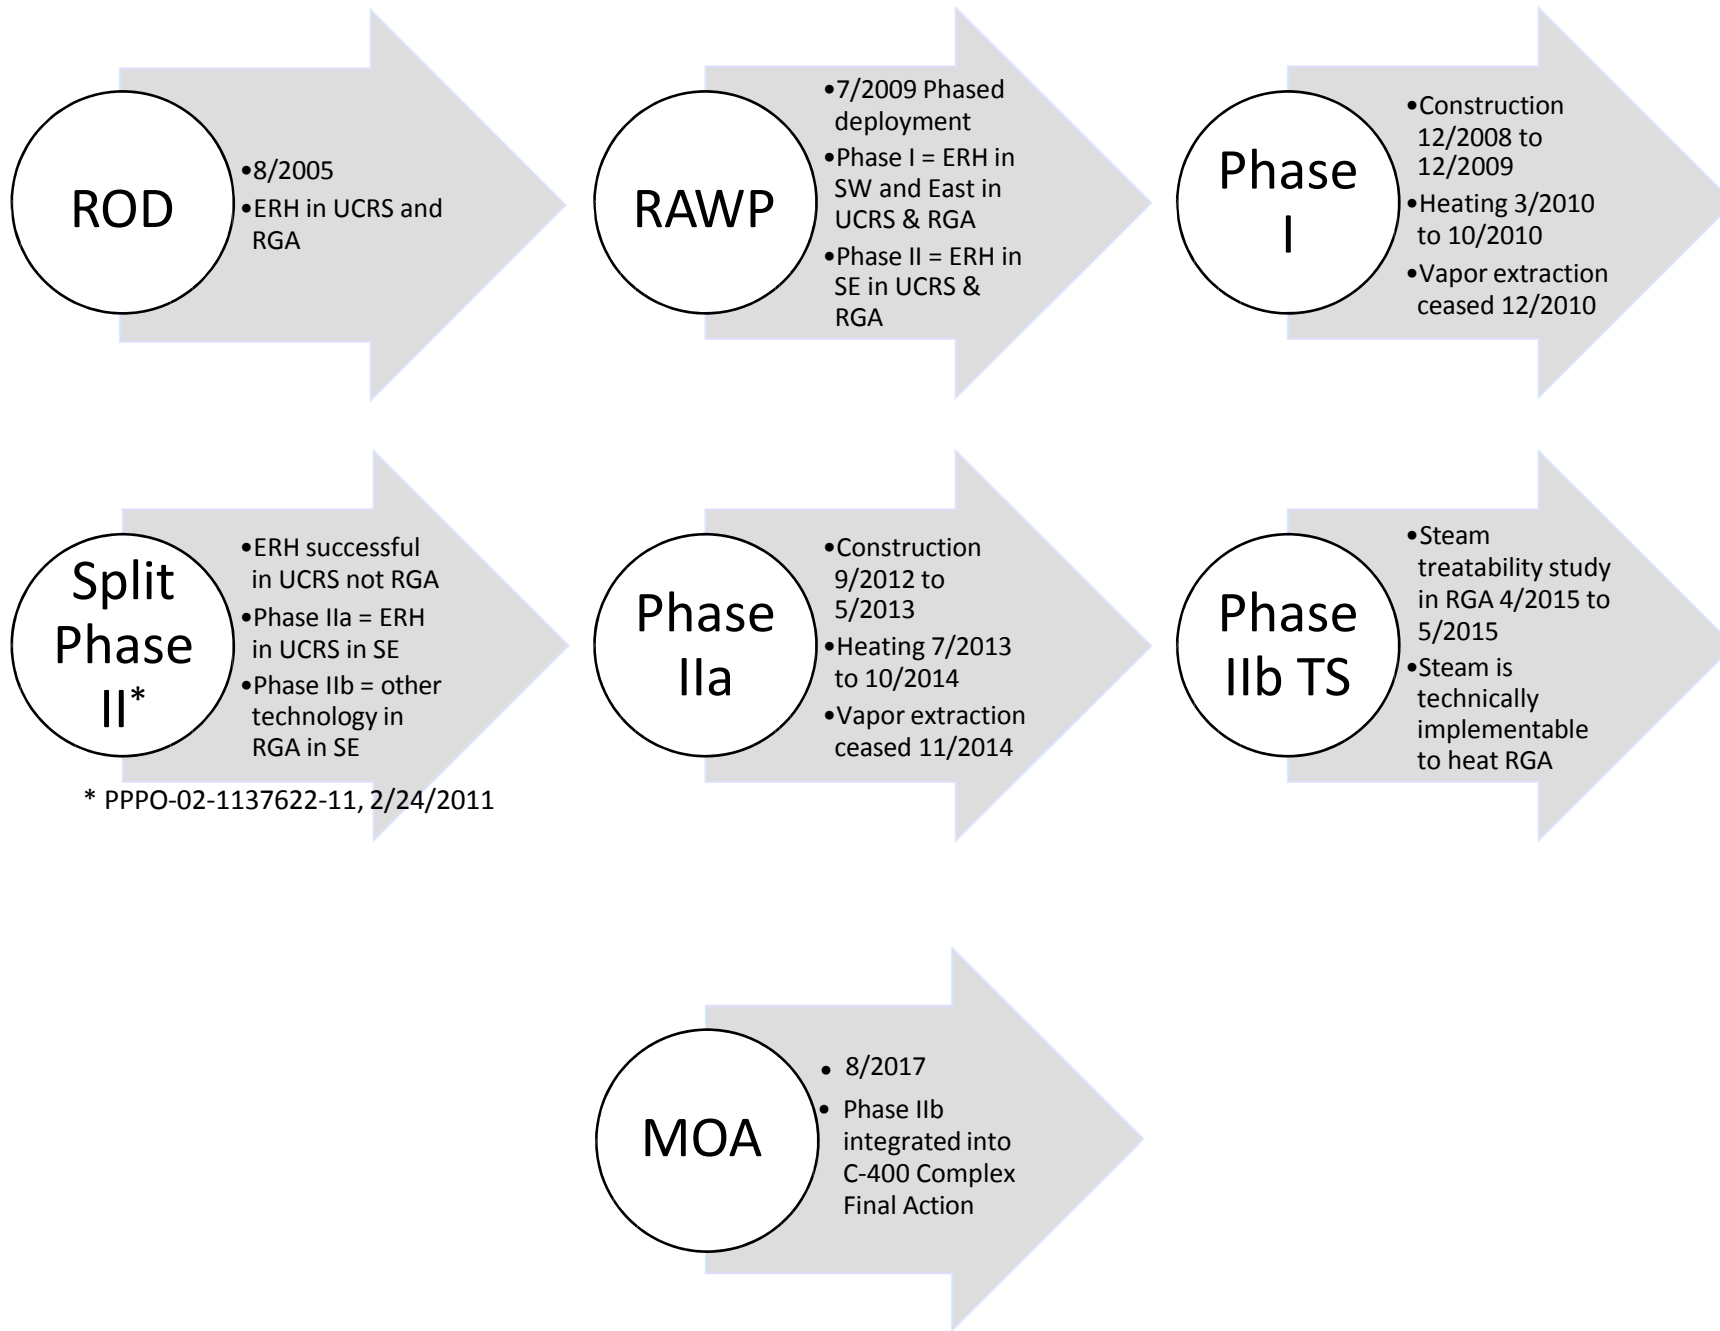 ROD
•8/2005
•ERH in UCRS and
RGA
RAWP
•7/2009 Phased
deployment
•Phase I = ERH in
SW and East in
UCRS & RGA
•Phase II = ERH in
SE in UCRS &
RGA
Phase
I
•Construction
12/2008 to
12/2009
•Heating 3/2010
to 10/2010
•Vapor extraction
ceased 12/2010
Split
Phase
II*
•ERH successful
in UCRS not RGA
•Phase IIa = ERH
in UCRS in SE
•Phase IIb = other
technology in
RGA in SE
* PPPO-02-1137622-11, 2/24/2011
Phase
IIa
•Construction
9/2012 to
5/2013
•Heating 7/2013
to 10/2014
•Vapor extraction
ceased 11/2014
Phase
IIb TS
•Steam
treatability study
in RGA 4/2015 to
5/2015
•Steam is
technically
implementable
to heat RGA
MOA
• 8/2017
• Phase IIb
integrated into
C-400 Complex
Final Action